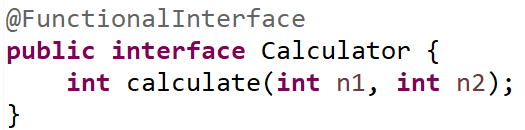 @FunctionalInterface
public interface Calculator {
    int calculate(int n1, int n2);
}